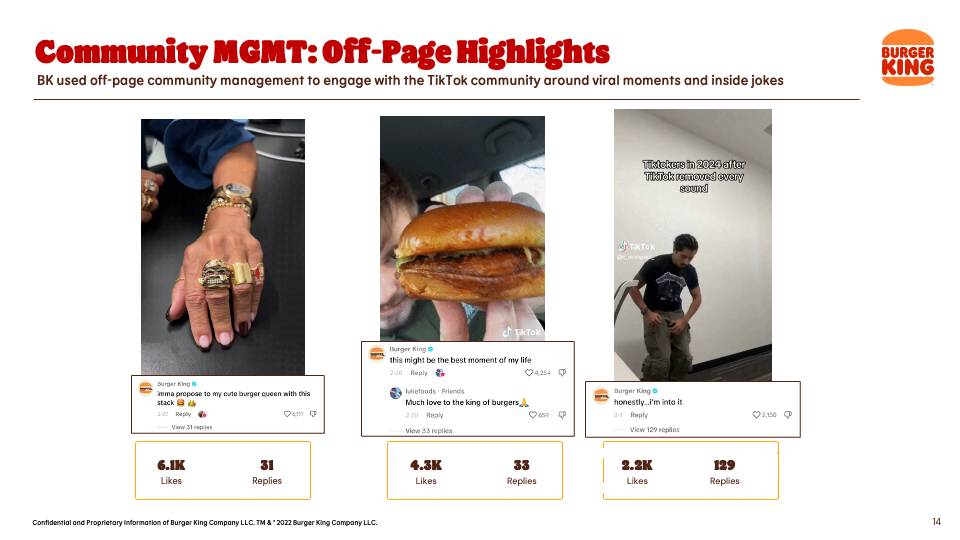 Community MGMT: Off-Page Highlights
BK used off-page community management to engage with the TikTok community around viral moments and inside jokes
BURGER
KING
Burger King
imma propose to my cute burger queen with this
stack 🍔 👑
2-27 Reply 4,111
View 31 replies
6.1K 31
Likes Replies
TikTok
Burger King
this might be the best moment of my life
2-20 Reply 4,254
lukefoods · Friends
Much love to the king of burgers🙏
2-20 Reply 659
View 33 replies
4.3K 33
Likes Replies
Tiktokers in 2024 after
TikTok removed every
sound
TikTok
Burger King
honestly...i'm into it
2-1 Reply 2,150
View 129 replies
2.2K 129
Likes Replies
Confidential and Proprietary Information of Burger King Company LLC. TM & ® 2022 Burger King Company LLC.
14